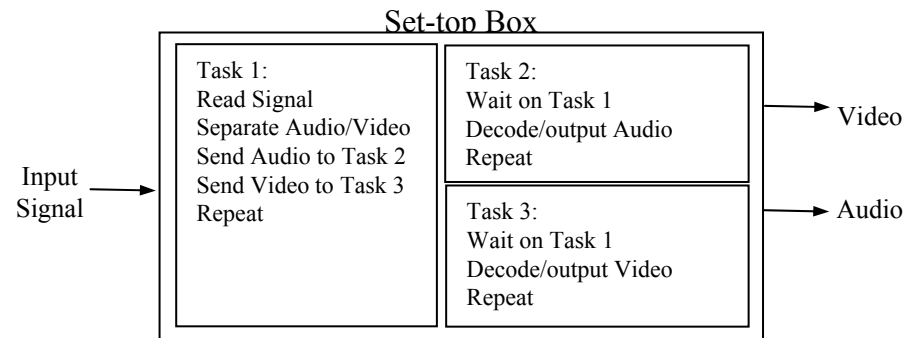 Set-top Box
Task 1:
Read Signal
Separate Audio/Video
Send Audio to Task 2
Send Video to Task 3
Repeat
Task 2:
Wait on Task 1
Decode/output Audio
Repeat
Task 3:
Wait on Task 1
Decode/output Video
Repeat
Input
Signal
Video
Audio